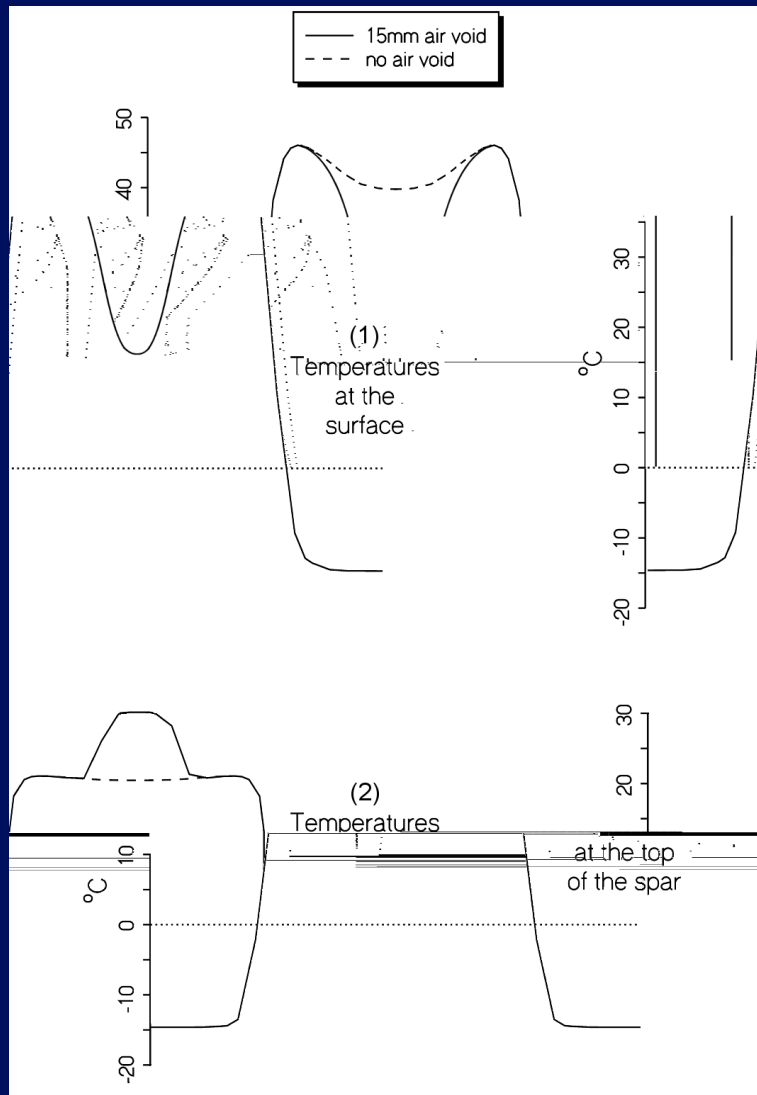 15mm air void
no air void
50
40
30
20
10
0
-10
-20
°C
(1)
Temperatures
at the
surface
30
20
10
0
-10
-20
°C
(2)
Temperatures
at the top
of the spar